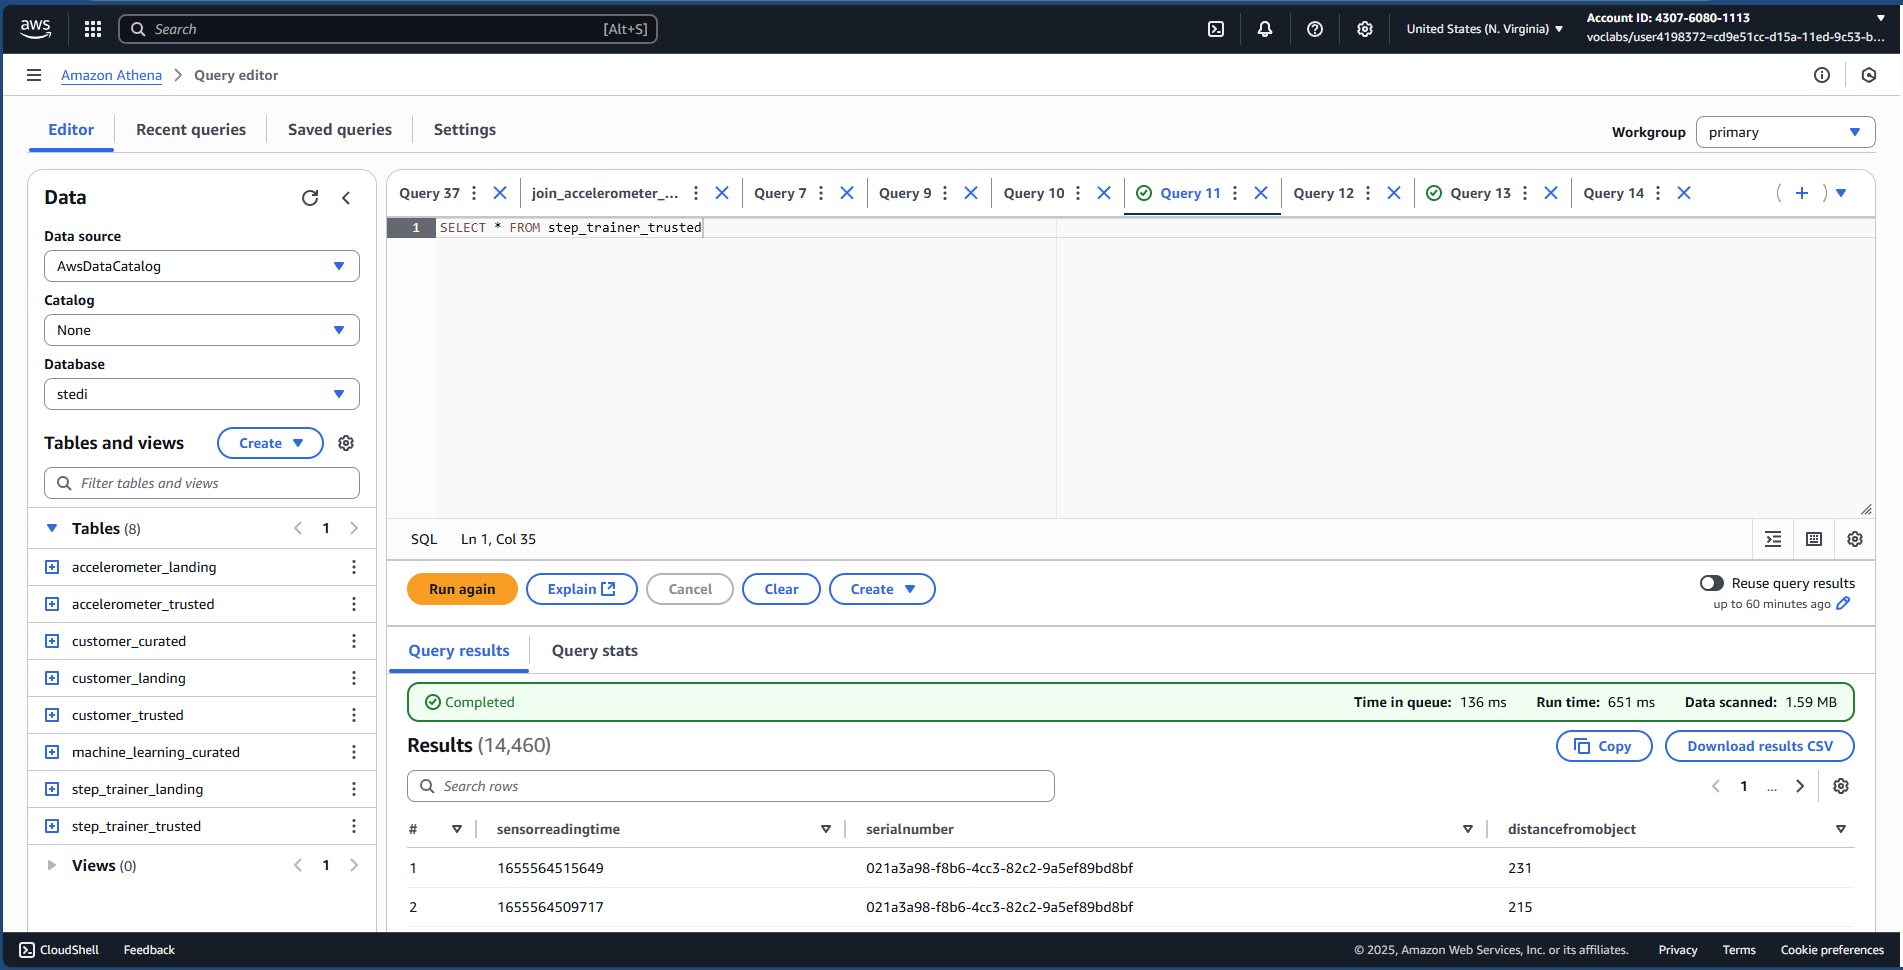 aws
Search [Alt+S]
United States (N. Virginia)
Account ID: 4307-6080-1113
voclabs/user4198372=cd9e51cc-d15a-11ed-9c53-b...
Amazon Athena > Query editor
Editor Recent queries Saved queries Settings
Workgroup primary
Data
Data source
AwsDataCatalog
Catalog
None
Database
stedi
Tables and views Create
Filter tables and views
Tables (8) 1
accelerometer_landing
accelerometer_trusted
customer_curated
customer_landing
customer_trusted
machine_learning_curated
step_trainer_landing
step_trainer_trusted
Views (0) 1
Query 37 join_accelerometer_... Query 7 Query 9 Query 10 Query 11 Query 12 Query 13 Query 14
1 SELECT * FROM step_trainer_trusted
SQL Ln 1, Col 35
Run again Explain Cancel Clear Create
Reuse query results
up to 60 minutes ago
Query results Query stats
Completed Time in queue: 136 ms Run time: 651 ms Data scanned: 1.59 MB
Results (14,460) Copy Download results CSV
Search rows 1 ...
# sensorreadingtime serialnumber distancefromobject
1 1655564515649 021a3a98-f8b6-4cc3-82c2-9a5ef89bd8bf 231
2 1655564509717 021a3a98-f8b6-4cc3-82c2-9a5ef89bd8bf 215
CloudShell Feedback © 2025, Amazon Web Services, Inc. or its affiliates. Privacy Terms Cookie preferences